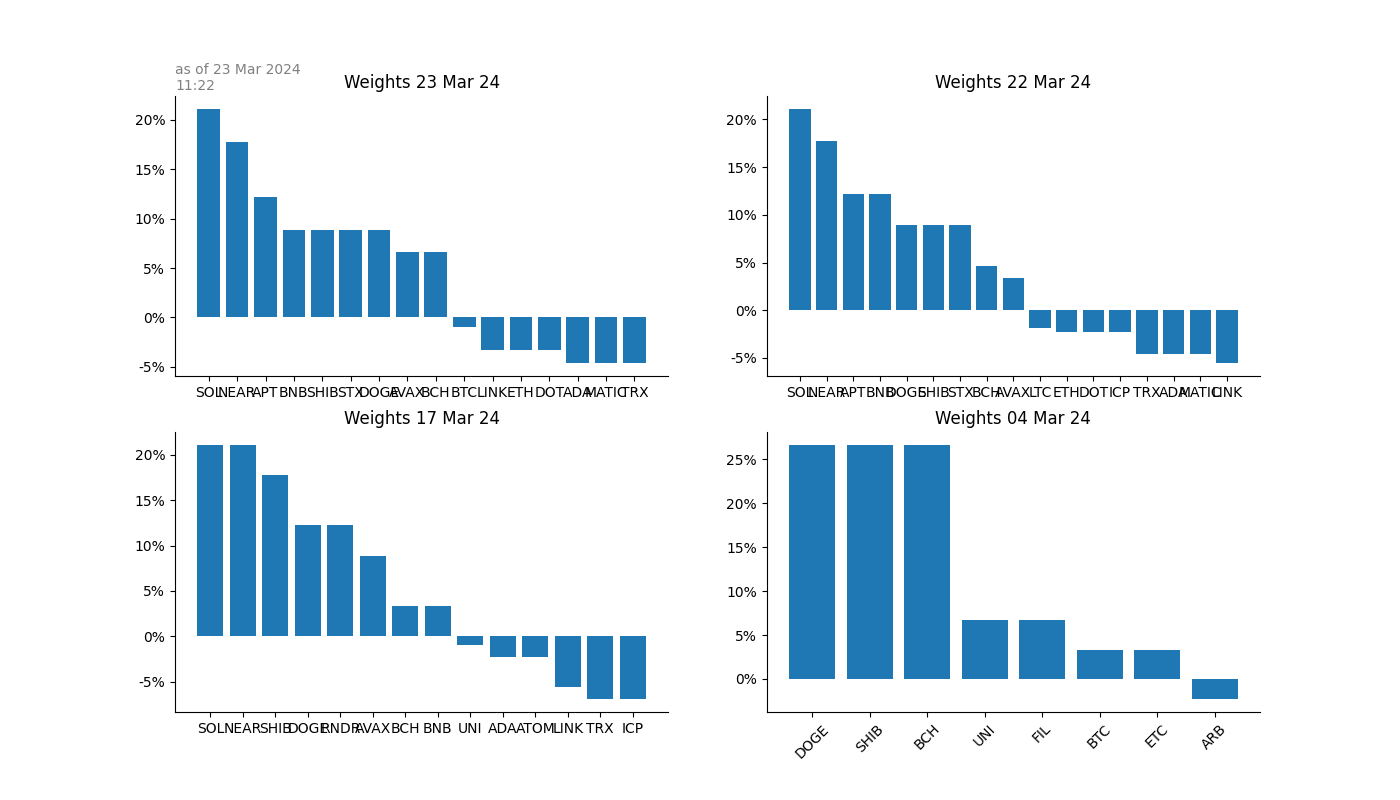 as of 23 Mar 2024
11:22
Weights 23 Mar 24
20%
15%
10%
5%
0%
-5%
SOL NEAR APT BNB SHIB STX DOGE AVAX BCH BTC LINK ETH DOT ADA MATIC TRX
Weights 22 Mar 24
20%
15%
10%
5%
0%
-5%
SOL NEAR APT BNB DOGE SHIB STX BCH AVAX LTC ETH DOT ICP TRX ADA MATIC LINK
Weights 17 Mar 24
20%
15%
10%
5%
0%
-5%
SOL NEAR SHIB DOGE RNDR AVAX BCH BNB UNI ADA ATOM LINK TRX ICP
Weights 04 Mar 24
25%
20%
15%
10%
5%
0%
DOGE SHIB BCH UNI FIL BTC ETC ARB